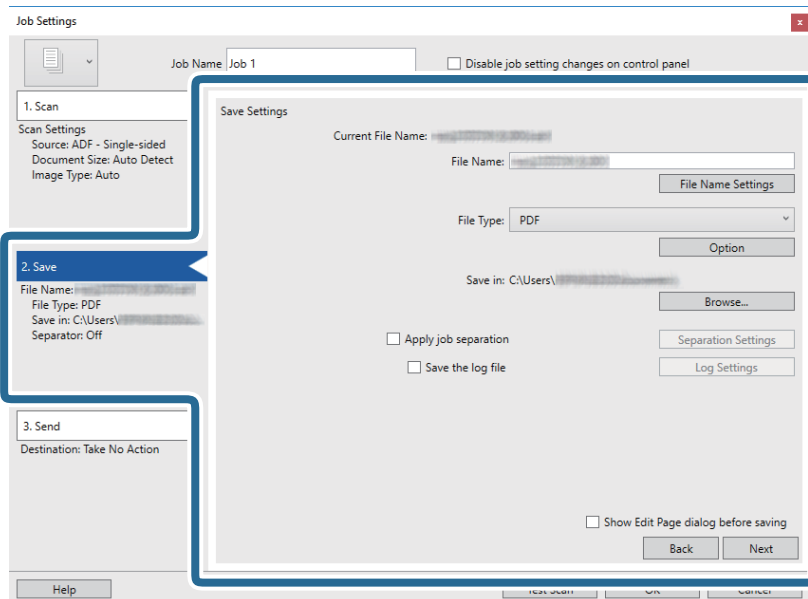 Job Settings
x
Job Name Job 1
Disable job setting changes on control panel
1. Scan
Scan Settings
Source: ADF - Single-sided
Document Size: Auto Detect
Image Type: Auto
2. Save
File Name:
File Type: PDF
Save in: C:\Users\
Separator: Off
3. Send
Destination: Take No Action
Save Settings
Current File Name:
File Name:
File Name Settings
File Type: PDF
Option
Save in: C:\Users\
Browse...
Apply job separation
Separation Settings
Save the log file
Log Settings
Show Edit Page dialog before saving
Back Next
Help Test Scan OK Cancel